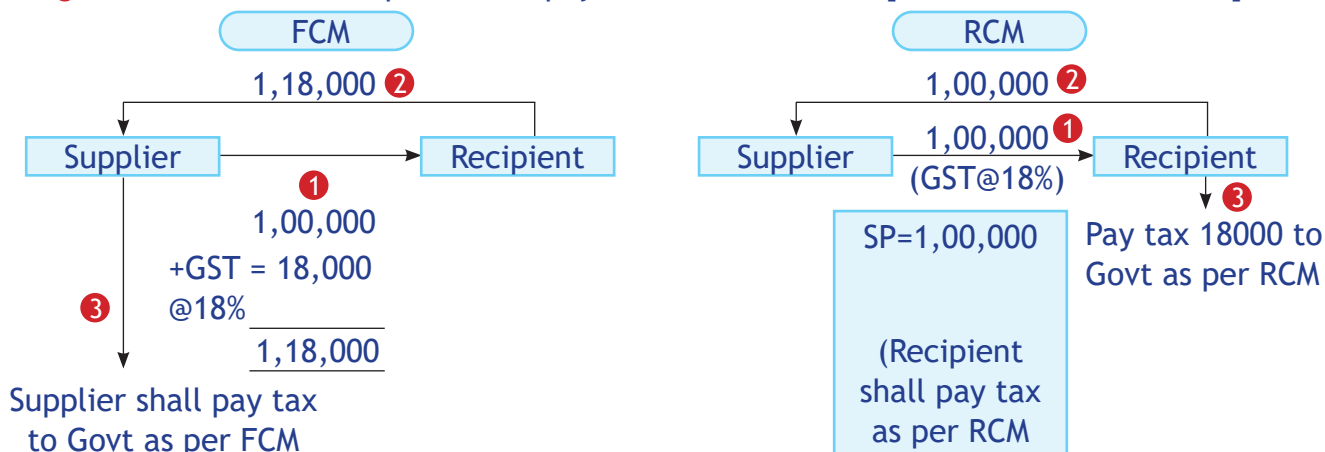 FCM
1,18,000 2
Supplier
Recipient
1
1,00,000
+GST = 18,000
@18%
1,18,000
3
Supplier shall pay tax
to Govt as per FCM
RCM
1,00,000 2
Supplier
1,00,000 1
(GST@18%)
Recipient
3
Pay tax 18000 to
Govt as per RCM
SP=1,00,000
(Recipient
shall pay tax
as per RCM